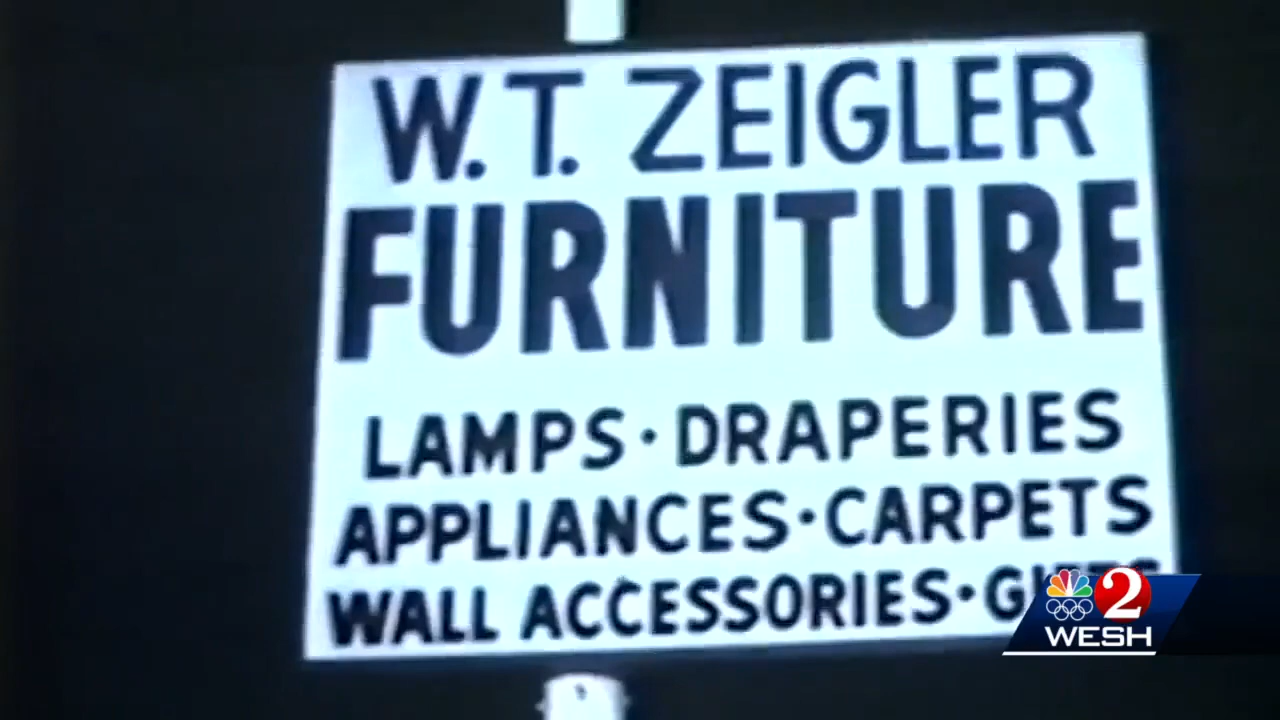 W. T. ZEIGLER
FURNITURE
LAMPS · DRAPERIES
APPLIANCES · CARPETS
WALL ACCESSORIES ·
2
WESH